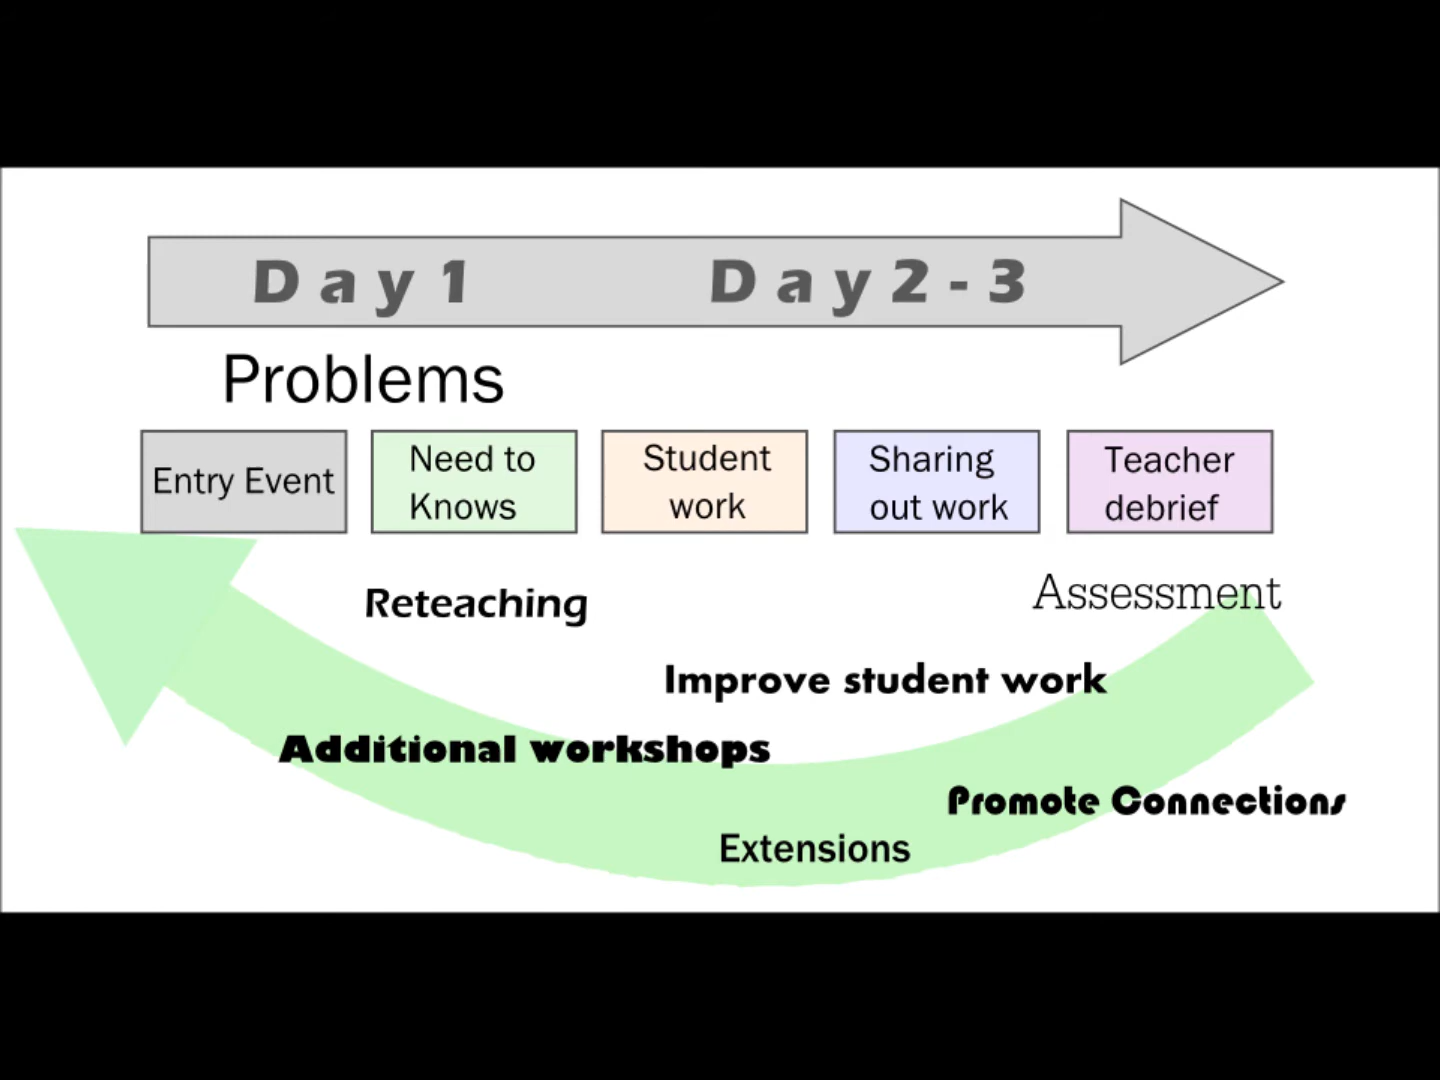 Day 1 Day 2-3
Problems
Entry Event
Need to
Knows
Student
work
Sharing
out work
Teacher
debrief
Assessment
Reteaching
Improve student work
Additional workshops
Promote Connections
Extensions